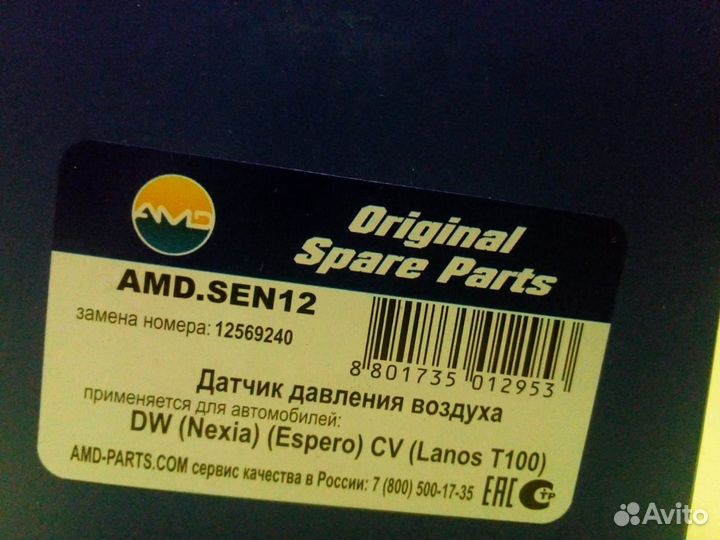 AMD
Original
Spare Parts
AMD.SEN12
замена номера: 12569240
8 801735 012953
Датчик давления воздуха
применяется для автомобилей:
DW (Nexia) (Espero) CV (Lanos T100)
AMD-PARTS.COM сервис качества в России: 7 (800) 500-17-35 EAC СТР
Avito